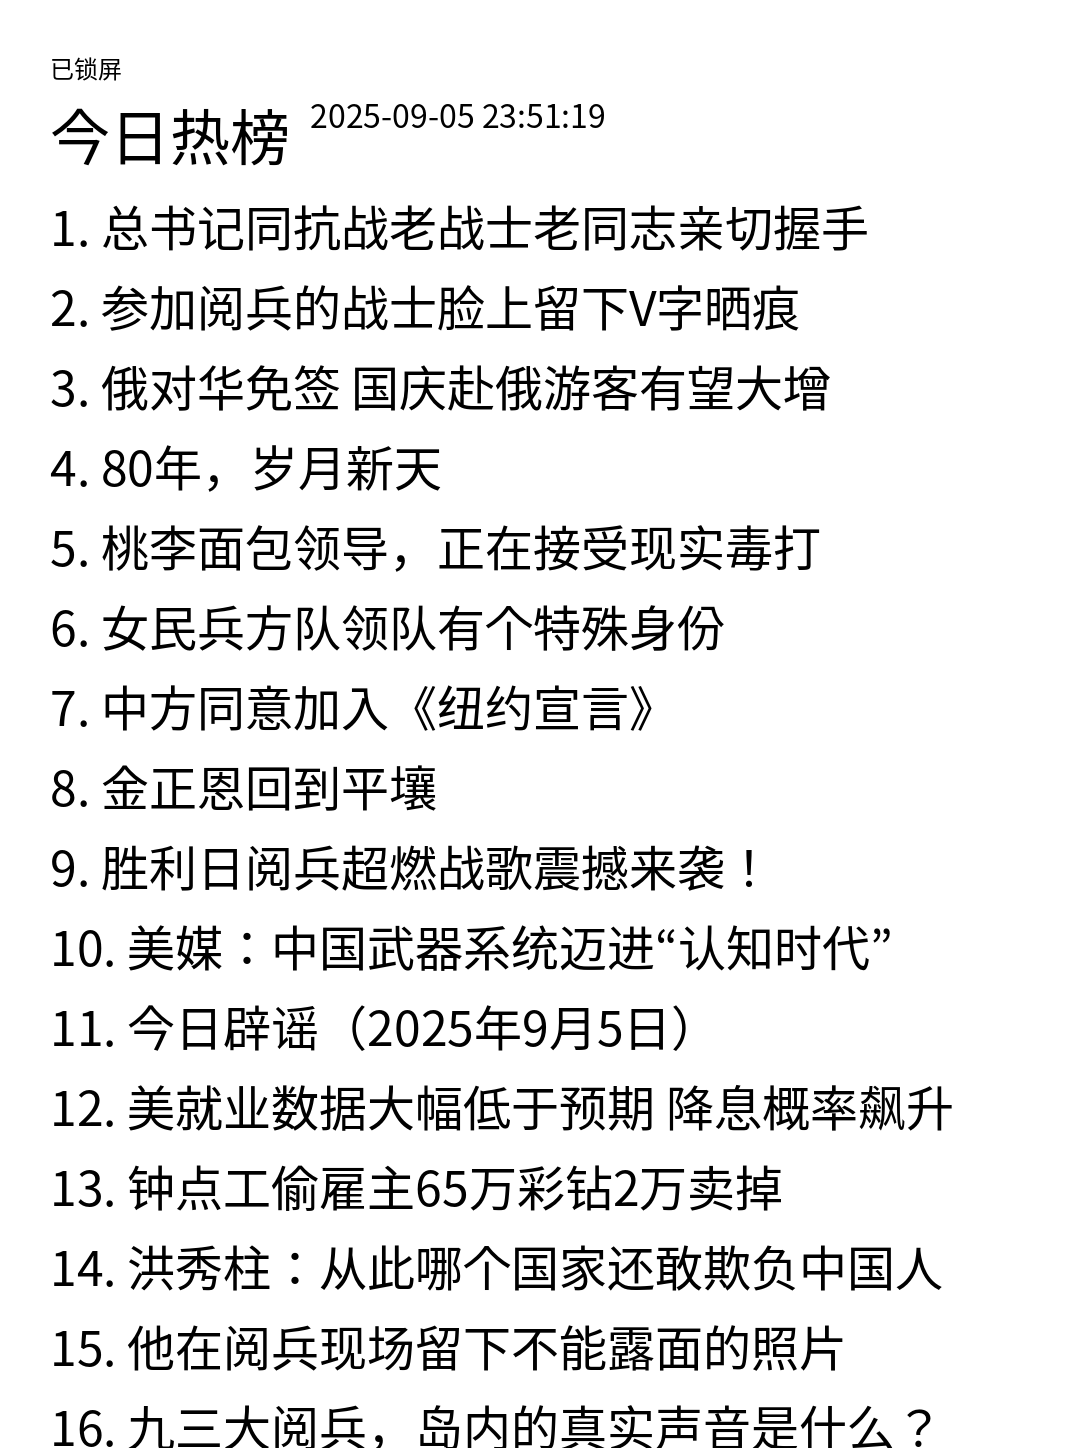 已锁屏
今日热榜 2025-09-05 23:51:19
1. 总书记同抗战老战士老同志亲切握手
2. 参加阅兵的战士脸上留下V字晒痕
3. 俄对华免签 国庆赴俄游客有望大增
4. 80年，岁月新天
5. 桃李面包领导，正在接受现实毒打
6. 女民兵方队领队有个特殊身份
7. 中方同意加入《纽约宣言》
8. 金正恩回到平壤
9. 胜利日阅兵超燃战歌震撼来袭！
10. 美媒：中国武器系统迈进“认知时代”
11. 今日辟谣（2025年9月5日）
12. 美就业数据大幅低于预期 降息概率飙升
13. 钟点工偷雇主65万彩钻2万卖掉
14. 洪秀柱：从此哪个国家还敢欺负中国人
15. 他在阅兵现场留下不能露面的照片
16. 九三大阅兵，岛内的真实声音是什么？